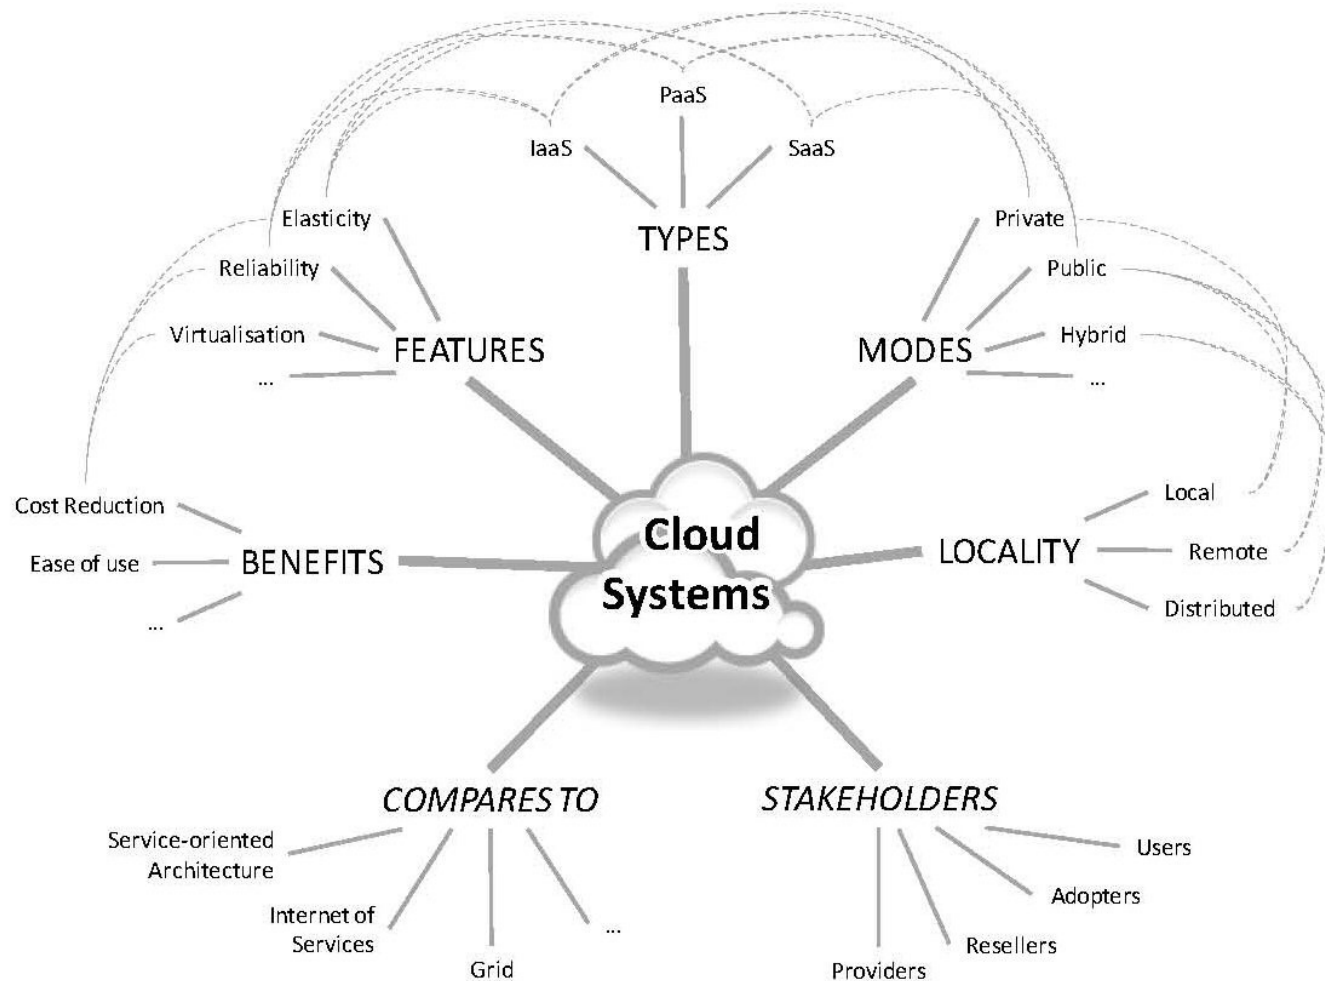 PaaS
IaaS
SaaS
Elasticity
TYPES
Private
Reliability
Public
Virtualisation
FEATURES
MODES
Hybrid
...
...
Cost Reduction
Local
Cloud
Systems
Ease of use
BENEFITS
LOCALITY
Remote
...
Distributed
COMPARES TO
STAKEHOLDERS
Service-oriented
Architecture
Users
Internet of
Services
...
Adopters
Grid
Resellers
Providers